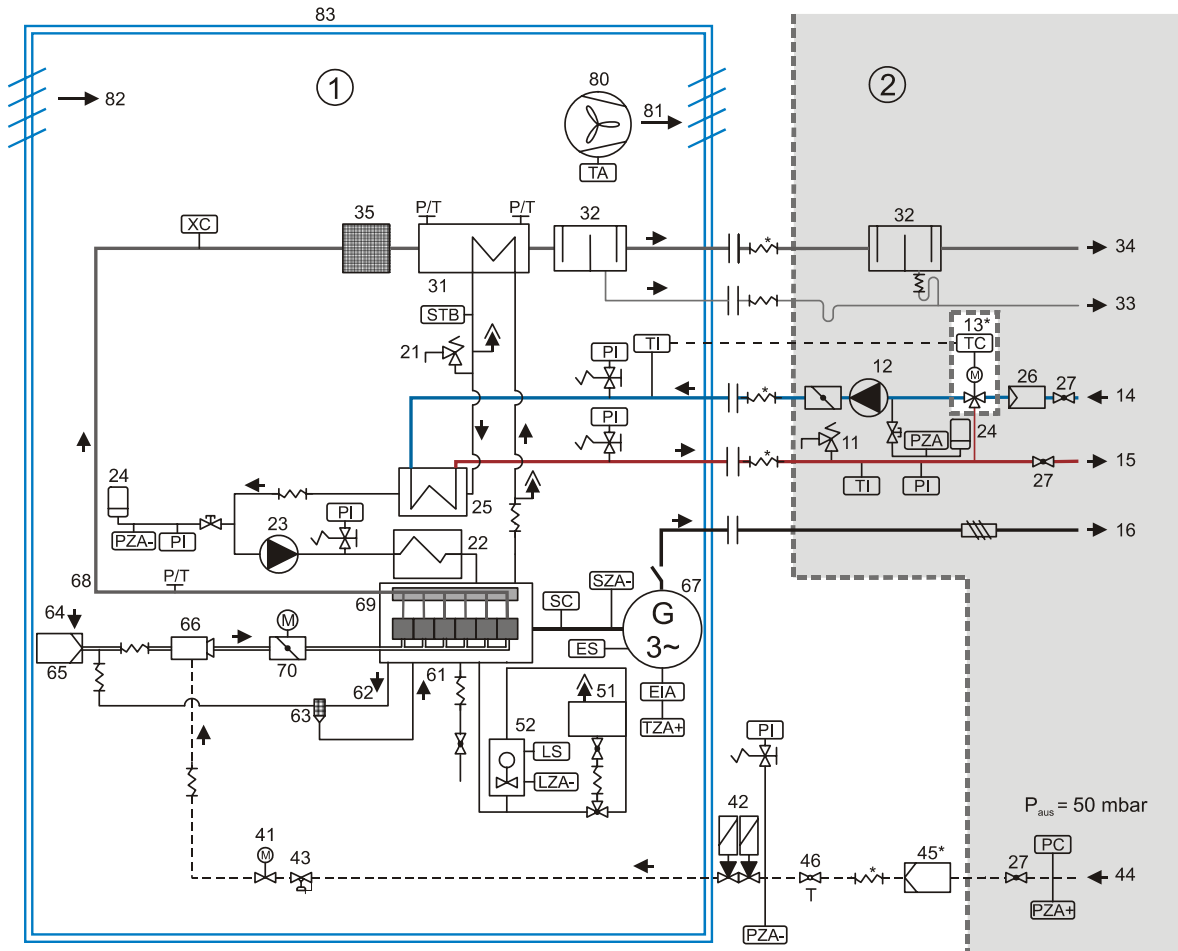 83
1
80
2
82
81
TA
XC
35
P/T
P/T
32
32
34
31
33
STB
13*
21
PI
TI
TC
M
12
26
27
14
PI
11
PZA
24
15
24
25
TI
PI
27
PZA-
PI
23
PI
22
16
P/T
68
SZA-
67
64
69
SC
G
3~
66
M
ES
65
70
62
61
51
EIA
63
52
TZA+
LS
PI
LZA-
42
P aus = 50 mbar
41
M
43
46
45*
PC
27
44
T
PZA-
PZA+